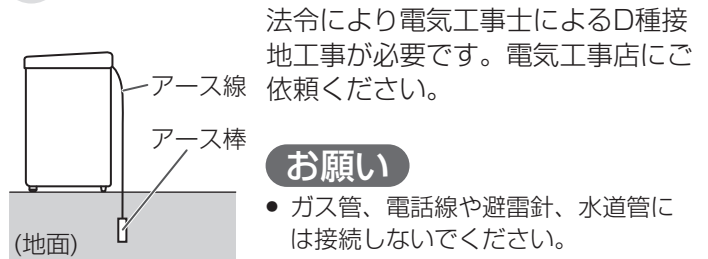 法令により電気工事士によるD種接
地工事が必要です。電気工事店にご
依頼ください。
アース線
アース棒
(地面)
お願い
● ガス管、電話線や避雷針、水道管に
は接続しないでください。